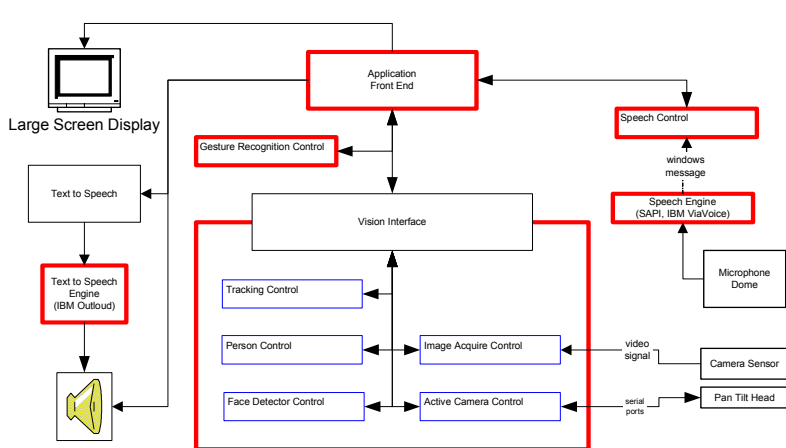 Application
Front End
Large Screen Display
Speech Control
Gesture Recognition Control
windows
message
Text to Speech
Speech Engine
(SAPI, IBM ViaVoice)
Vision Interface
Microphone
Dome
Text to Speech
Engine
(IBM Outloud)
Tracking Control
Person Control
Image Acquire Control
video
signal
Camera Sensor
Face Detector Control
Active Camera Control
serial
ports
Pan Tilt Head